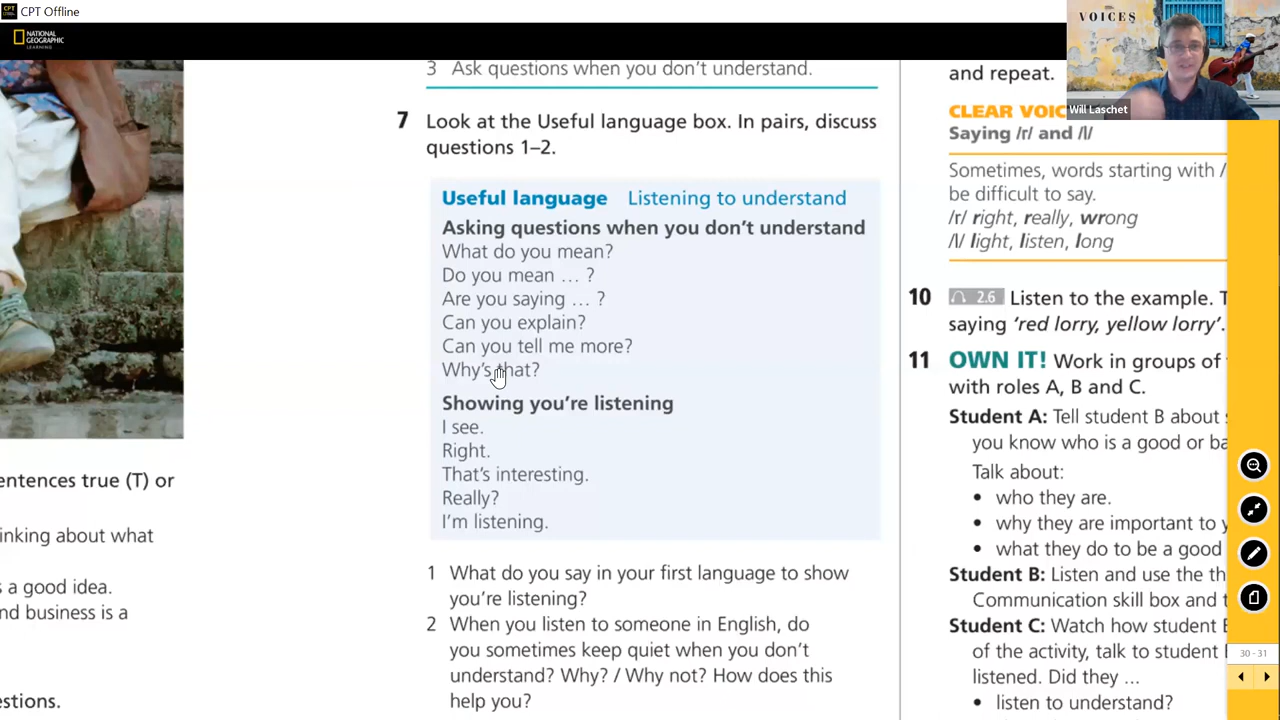 CPT
CPT Offline
NATIONAL
GEOGRAPHIC
LEARNING
VOICES
Will Laschet
entences true (T) or
inking about what
s a good idea.
nd business is a
estions.
3 Ask questions when you don't understand.
7 Look at the Useful language box. In pairs, discuss
questions 1–2.
Useful language Listening to understand
Asking questions when you don't understand
What do you mean?
Do you mean … ?
Are you saying … ?
Can you explain?
Can you tell me more?
Why's that?
Showing you're listening
I see.
Right.
That's interesting.
Really?
I'm listening.
1 What do you say in your first language to show
you're listening?
2 When you listen to someone in English, do
you sometimes keep quiet when you don't
understand? Why? / Why not? How does this
help you?
and repeat.
CLEAR VOIC
Saying /r/ and /l/
Sometimes, words starting with /
be difficult to say.
/r/ right, really, wrong
/l/ light, listen, long
10 2.6 Listen to the example. T
saying 'red lorry, yellow lorry'.
11 OWN IT! Work in groups of
with roles A, B and C.
Student A: Tell student B about s
you know who is a good or ba
Talk about:
• who they are.
• why they are important to y
• what they do to be a good
Student B: Listen and use the th
Communication skill box and t
Student C: Watch how student B
of the activity, talk to student
listened. Did they …
• listen to understand?
30 - 31